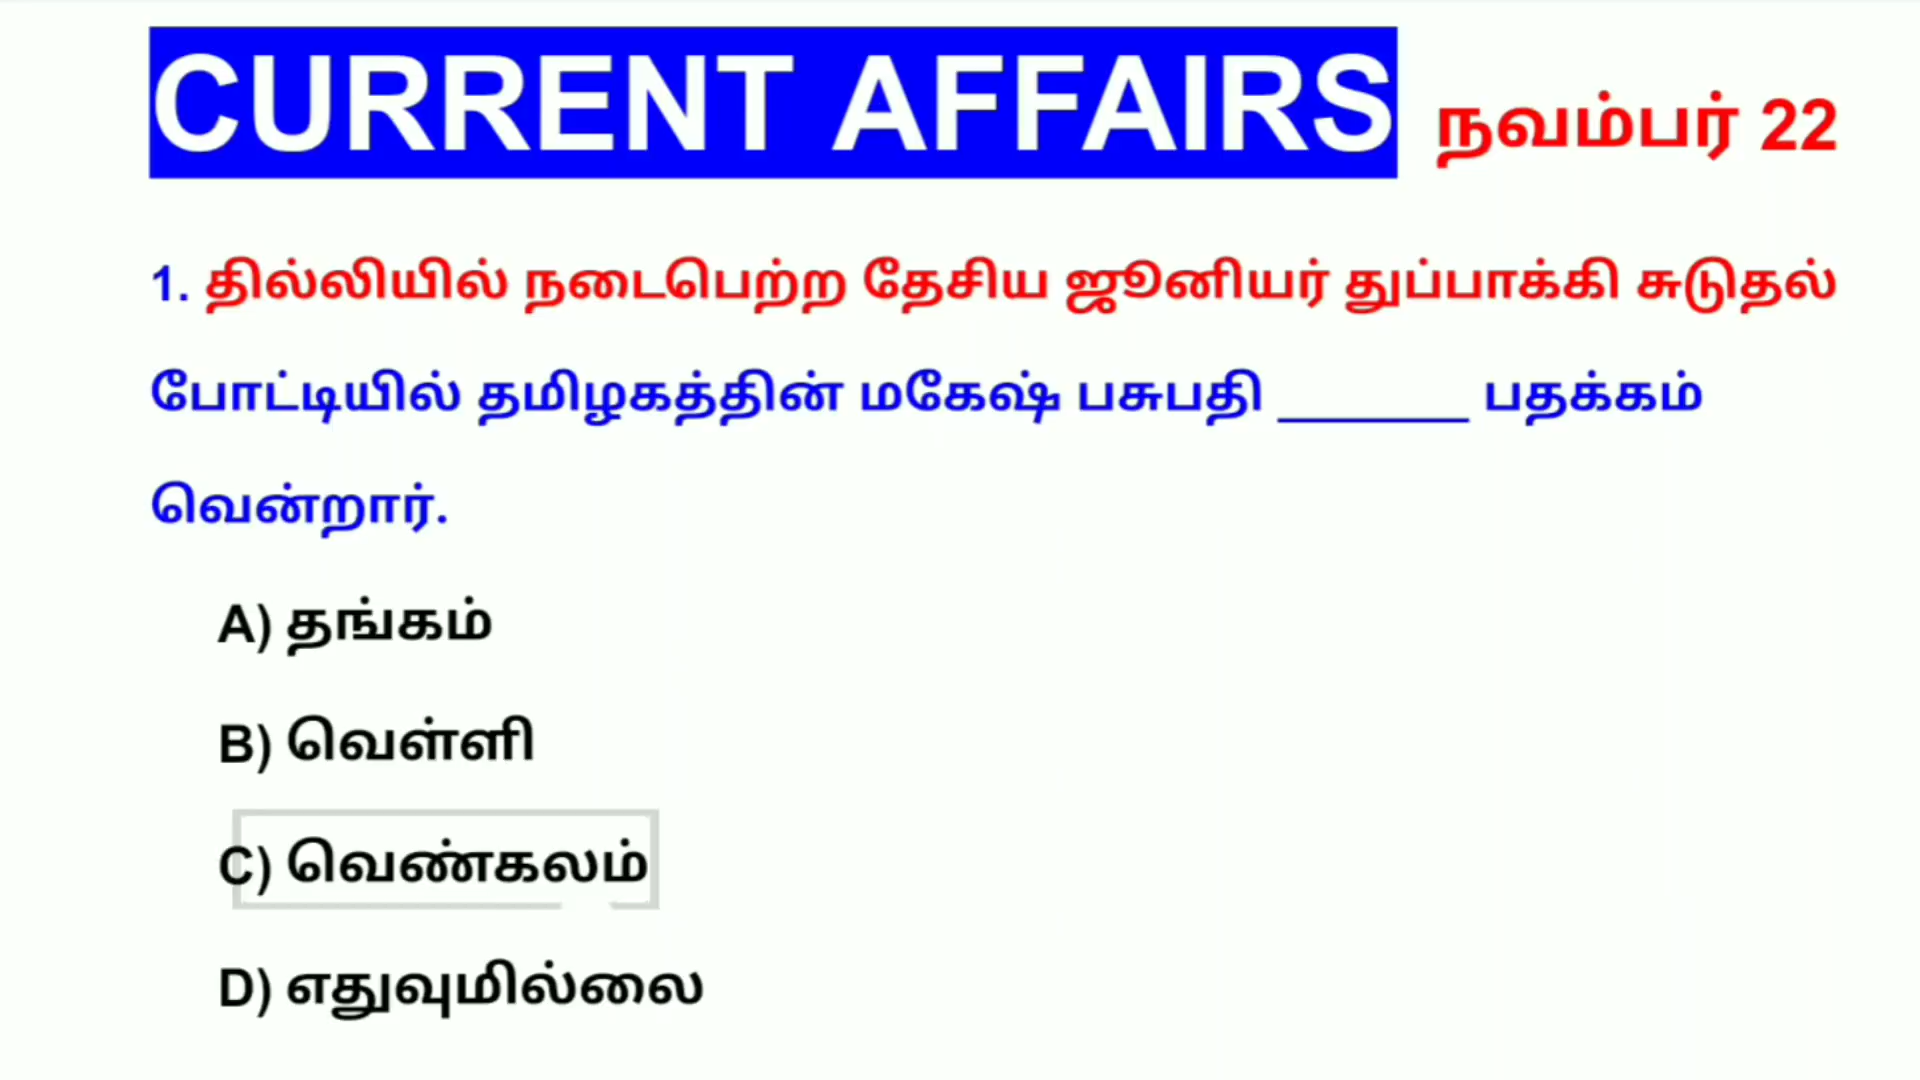 CURRENT AFFAIRS நவம்பர் 22
1. தில்லியில் நடைபெற்ற தேசிய ஜூனியர் துப்பாக்கி சுடுதல்
போட்டியில் தமிழகத்தின் மகேஷ் பசுபதி _______ பதக்கம்
வென்றார்.
A) தங்கம்
B) வெள்ளி
C) வெண்கலம்
D) எதுவுமில்லை